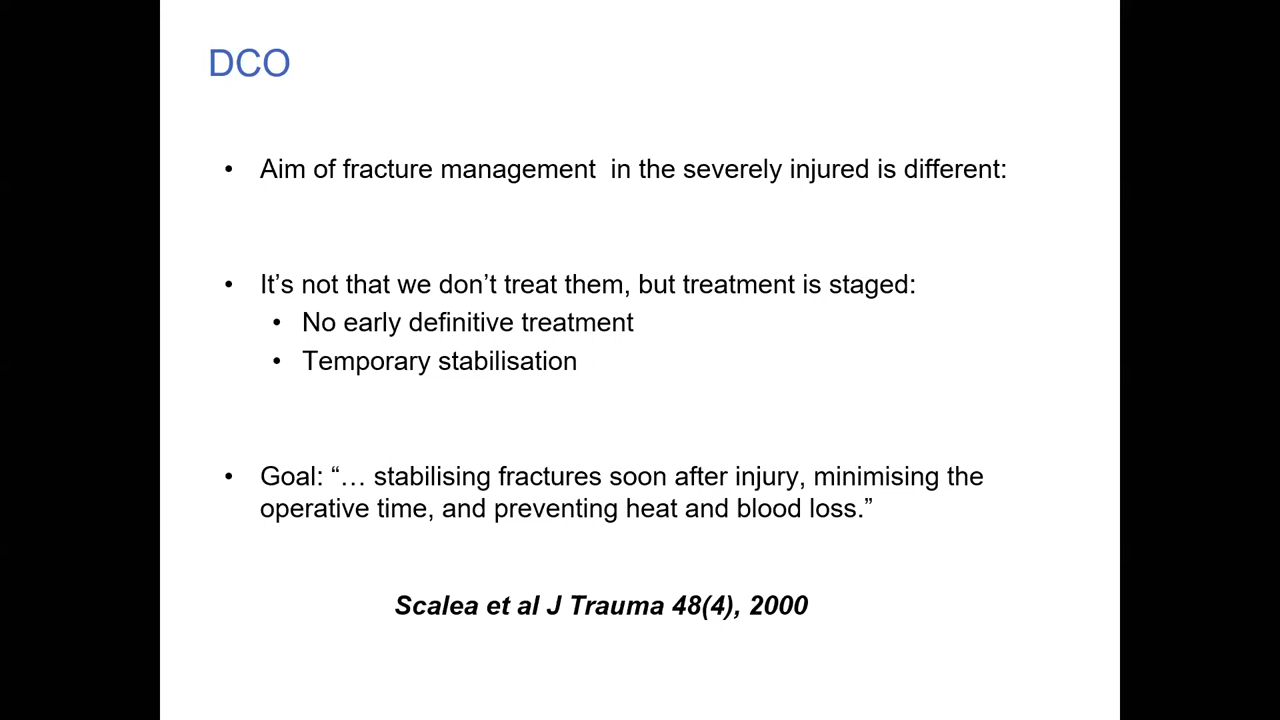 DCO
• Aim of fracture management  in the severely injured is different:
• It’s not that we don’t treat them, but treatment is staged:
• No early definitive treatment
• Temporary stabilisation
• Goal: “… stabilising fractures soon after injury, minimising the
operative time, and preventing heat and blood loss.”
Scalea et al J Trauma 48(4), 2000